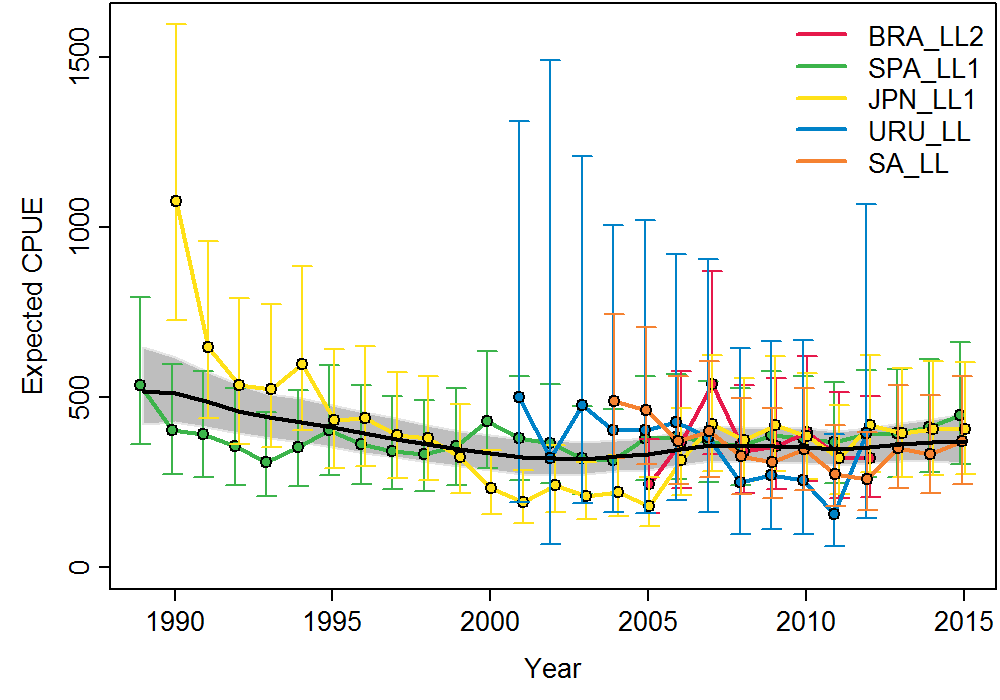 BRA_LL2
SPA_LL1
JPN_LL1
URU_LL
SA_LL
Expected CPUE
1500
1000
500
0
1990 1995 2000 2005 2010 2015
Year